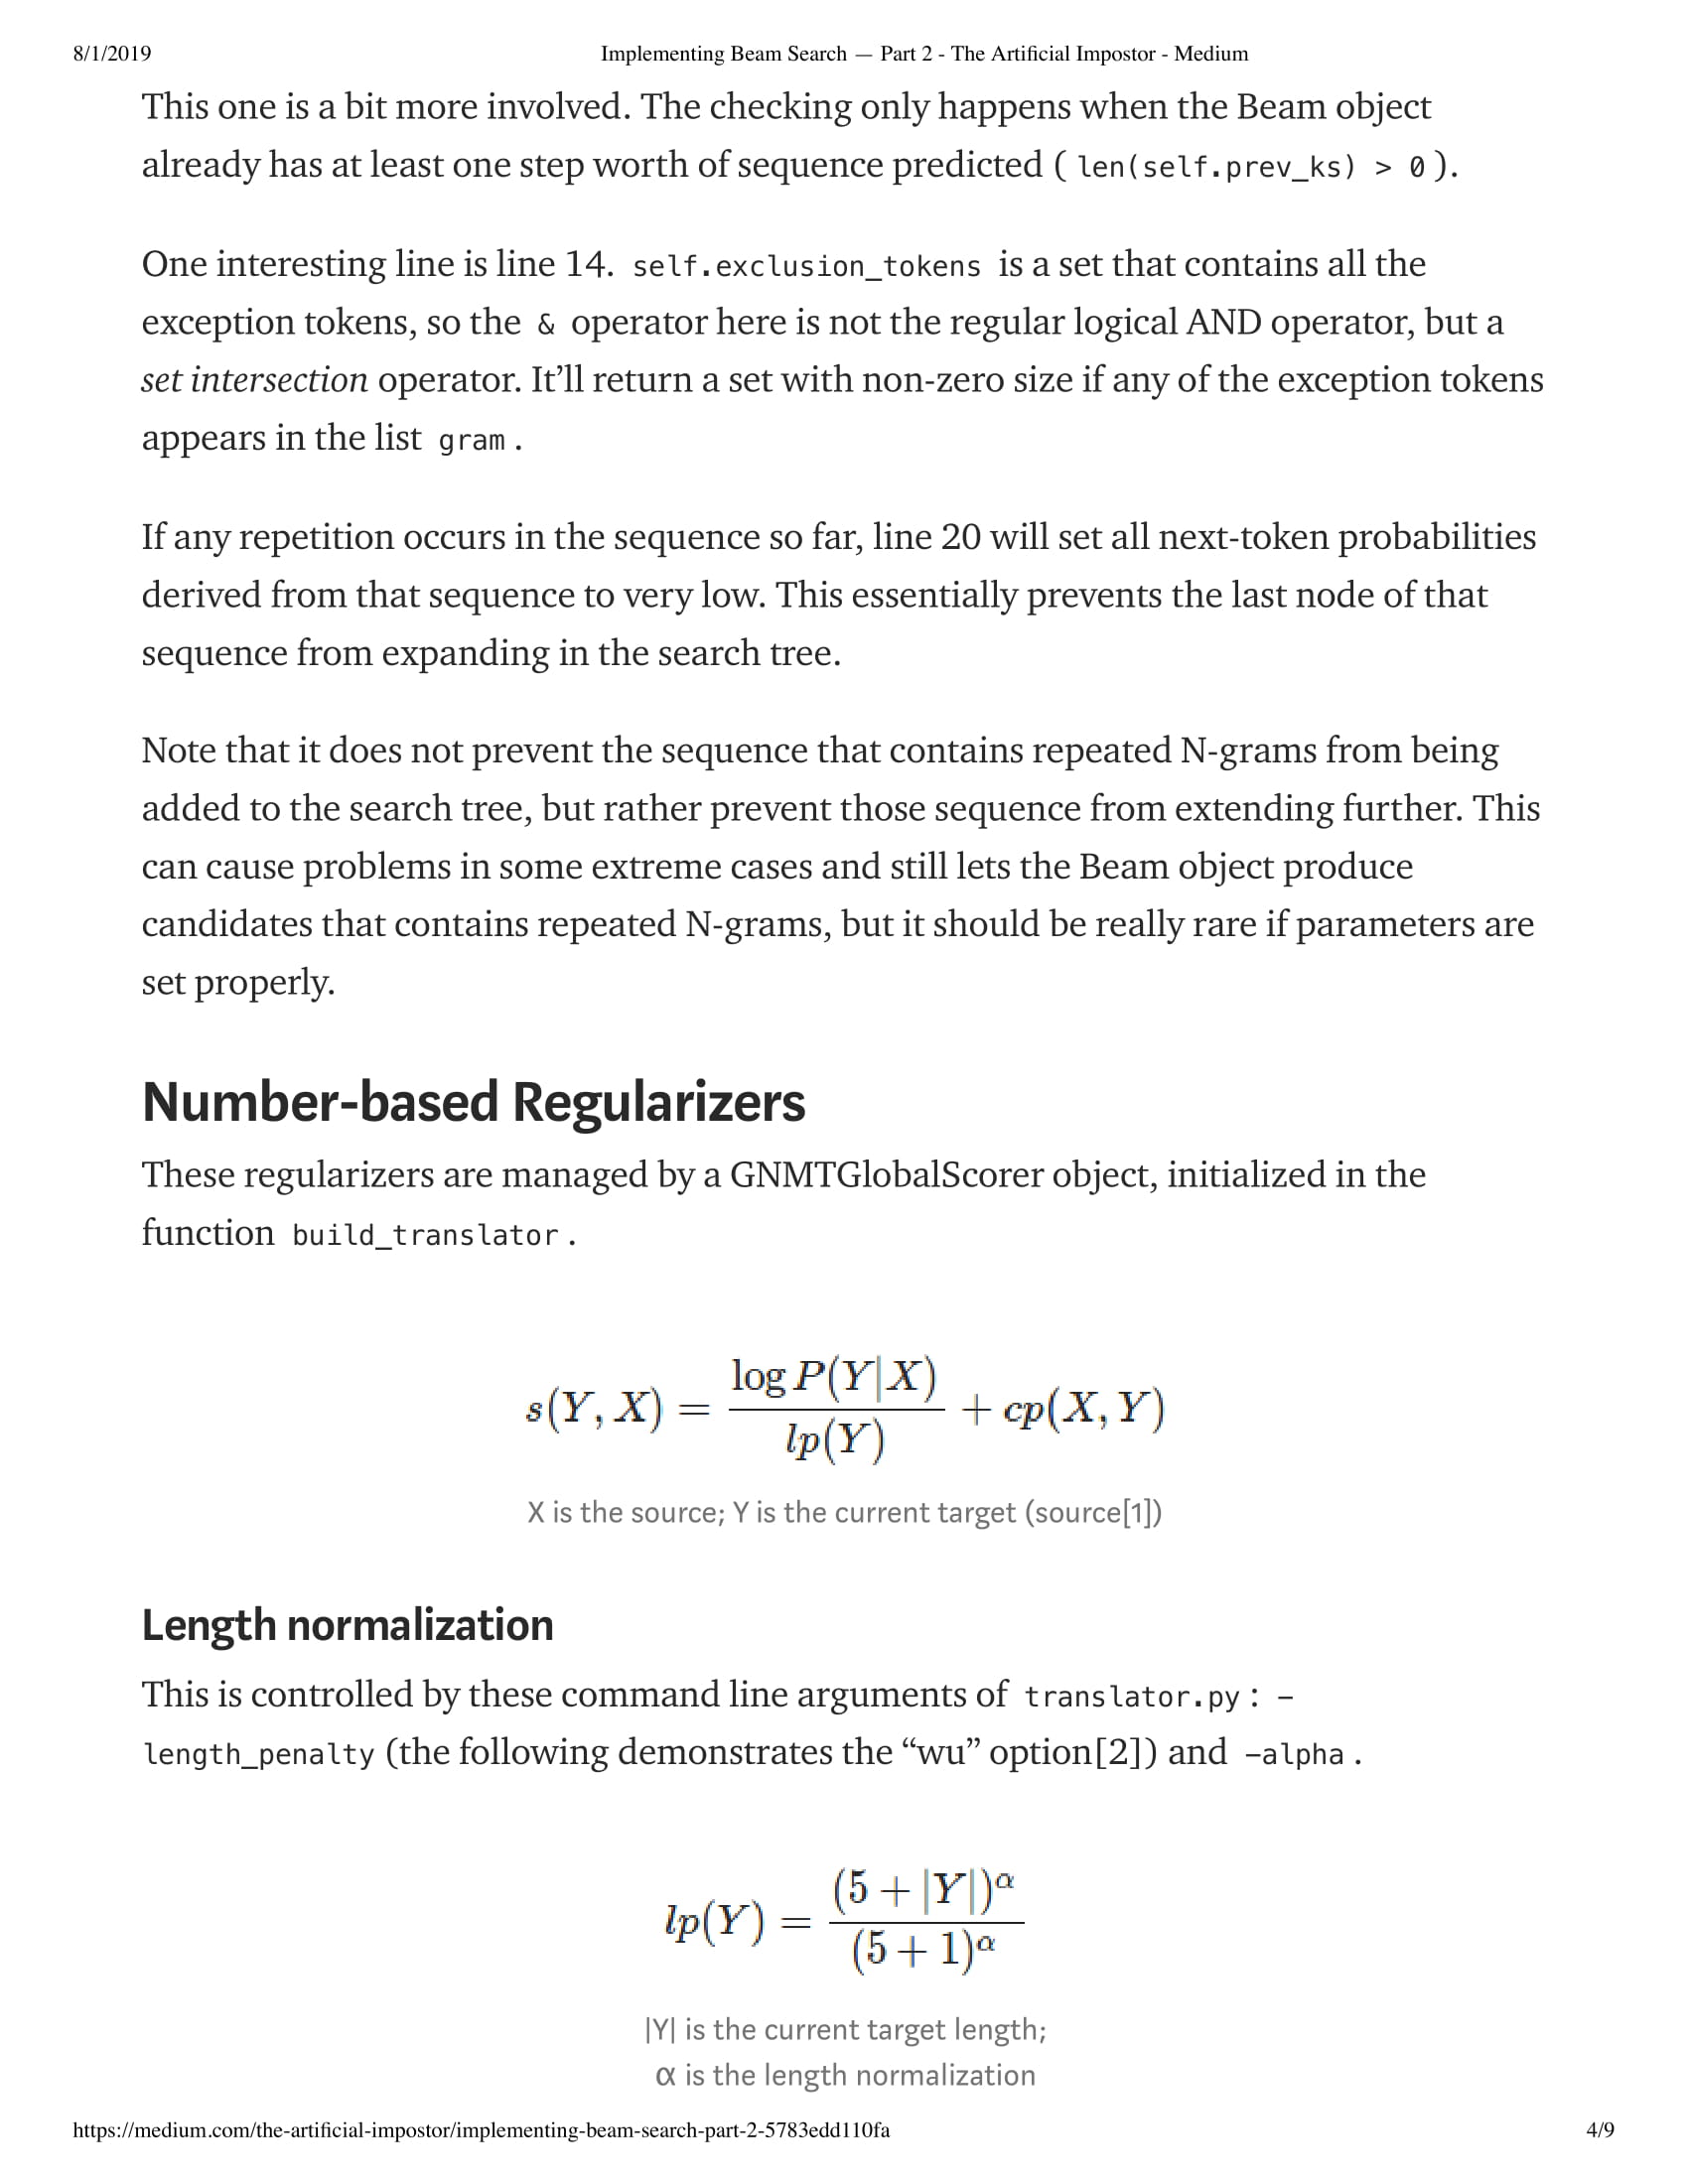 8/1/2019 Implementing Beam Search — Part 2 - The Artificial Impostor - Medium
This one is a bit more involved. The checking only happens when the Beam object
already has at least one step worth of sequence predicted ( len(self.prev_ks) > 0 ).
One interesting line is line 14. self.exclusion_tokens is a set that contains all the
exception tokens, so the & operator here is not the regular logical AND operator, but a
set intersection operator. It’ll return a set with non-zero size if any of the exception tokens
appears in the list gram .
If any repetition occurs in the sequence so far, line 20 will set all next-token probabilities
derived from that sequence to very low. This essentially prevents the last node of that
sequence from expanding in the search tree.
Note that it does not prevent the sequence that contains repeated N-grams from being
added to the search tree, but rather prevent those sequence from extending further. This
can cause problems in some extreme cases and still lets the Beam object produce
candidates that contains repeated N-grams, but it should be really rare if parameters are
set properly.
Number-based Regularizers
These regularizers are managed by a GNMTGlobalScorer object, initialized in the
function build_translator .
s(Y, X) = log P(Y|X) / lp(Y) + cp(X, Y)
X is the source; Y is the current target (source[1])
Length normalization
This is controlled by these command line arguments of translator.py : –
length_penalty (the following demonstrates the “wu” option[2]) and –alpha .
lp(Y) = (5 + |Y|)^α / (5 + 1)^α
|Y| is the current target length;
α is the length normalization
https://medium.com/the-artificial-impostor/implementing-beam-search-part-2-5783edd110fa 4/9